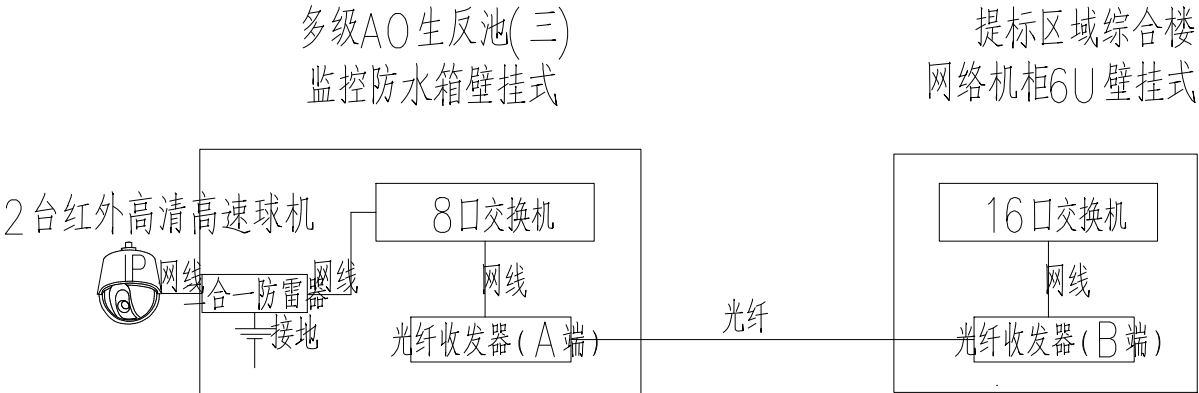 多级AO生反池(三)
监控防水箱壁挂式
提标区域综合楼
网络机柜6U壁挂式
2台红外高清高速球机
8口交换机
16口交换机
IP
网线
二合一防雷器
网线
网线
网线
接地
光纤收发器(A端)
光纤
光纤收发器(B端)